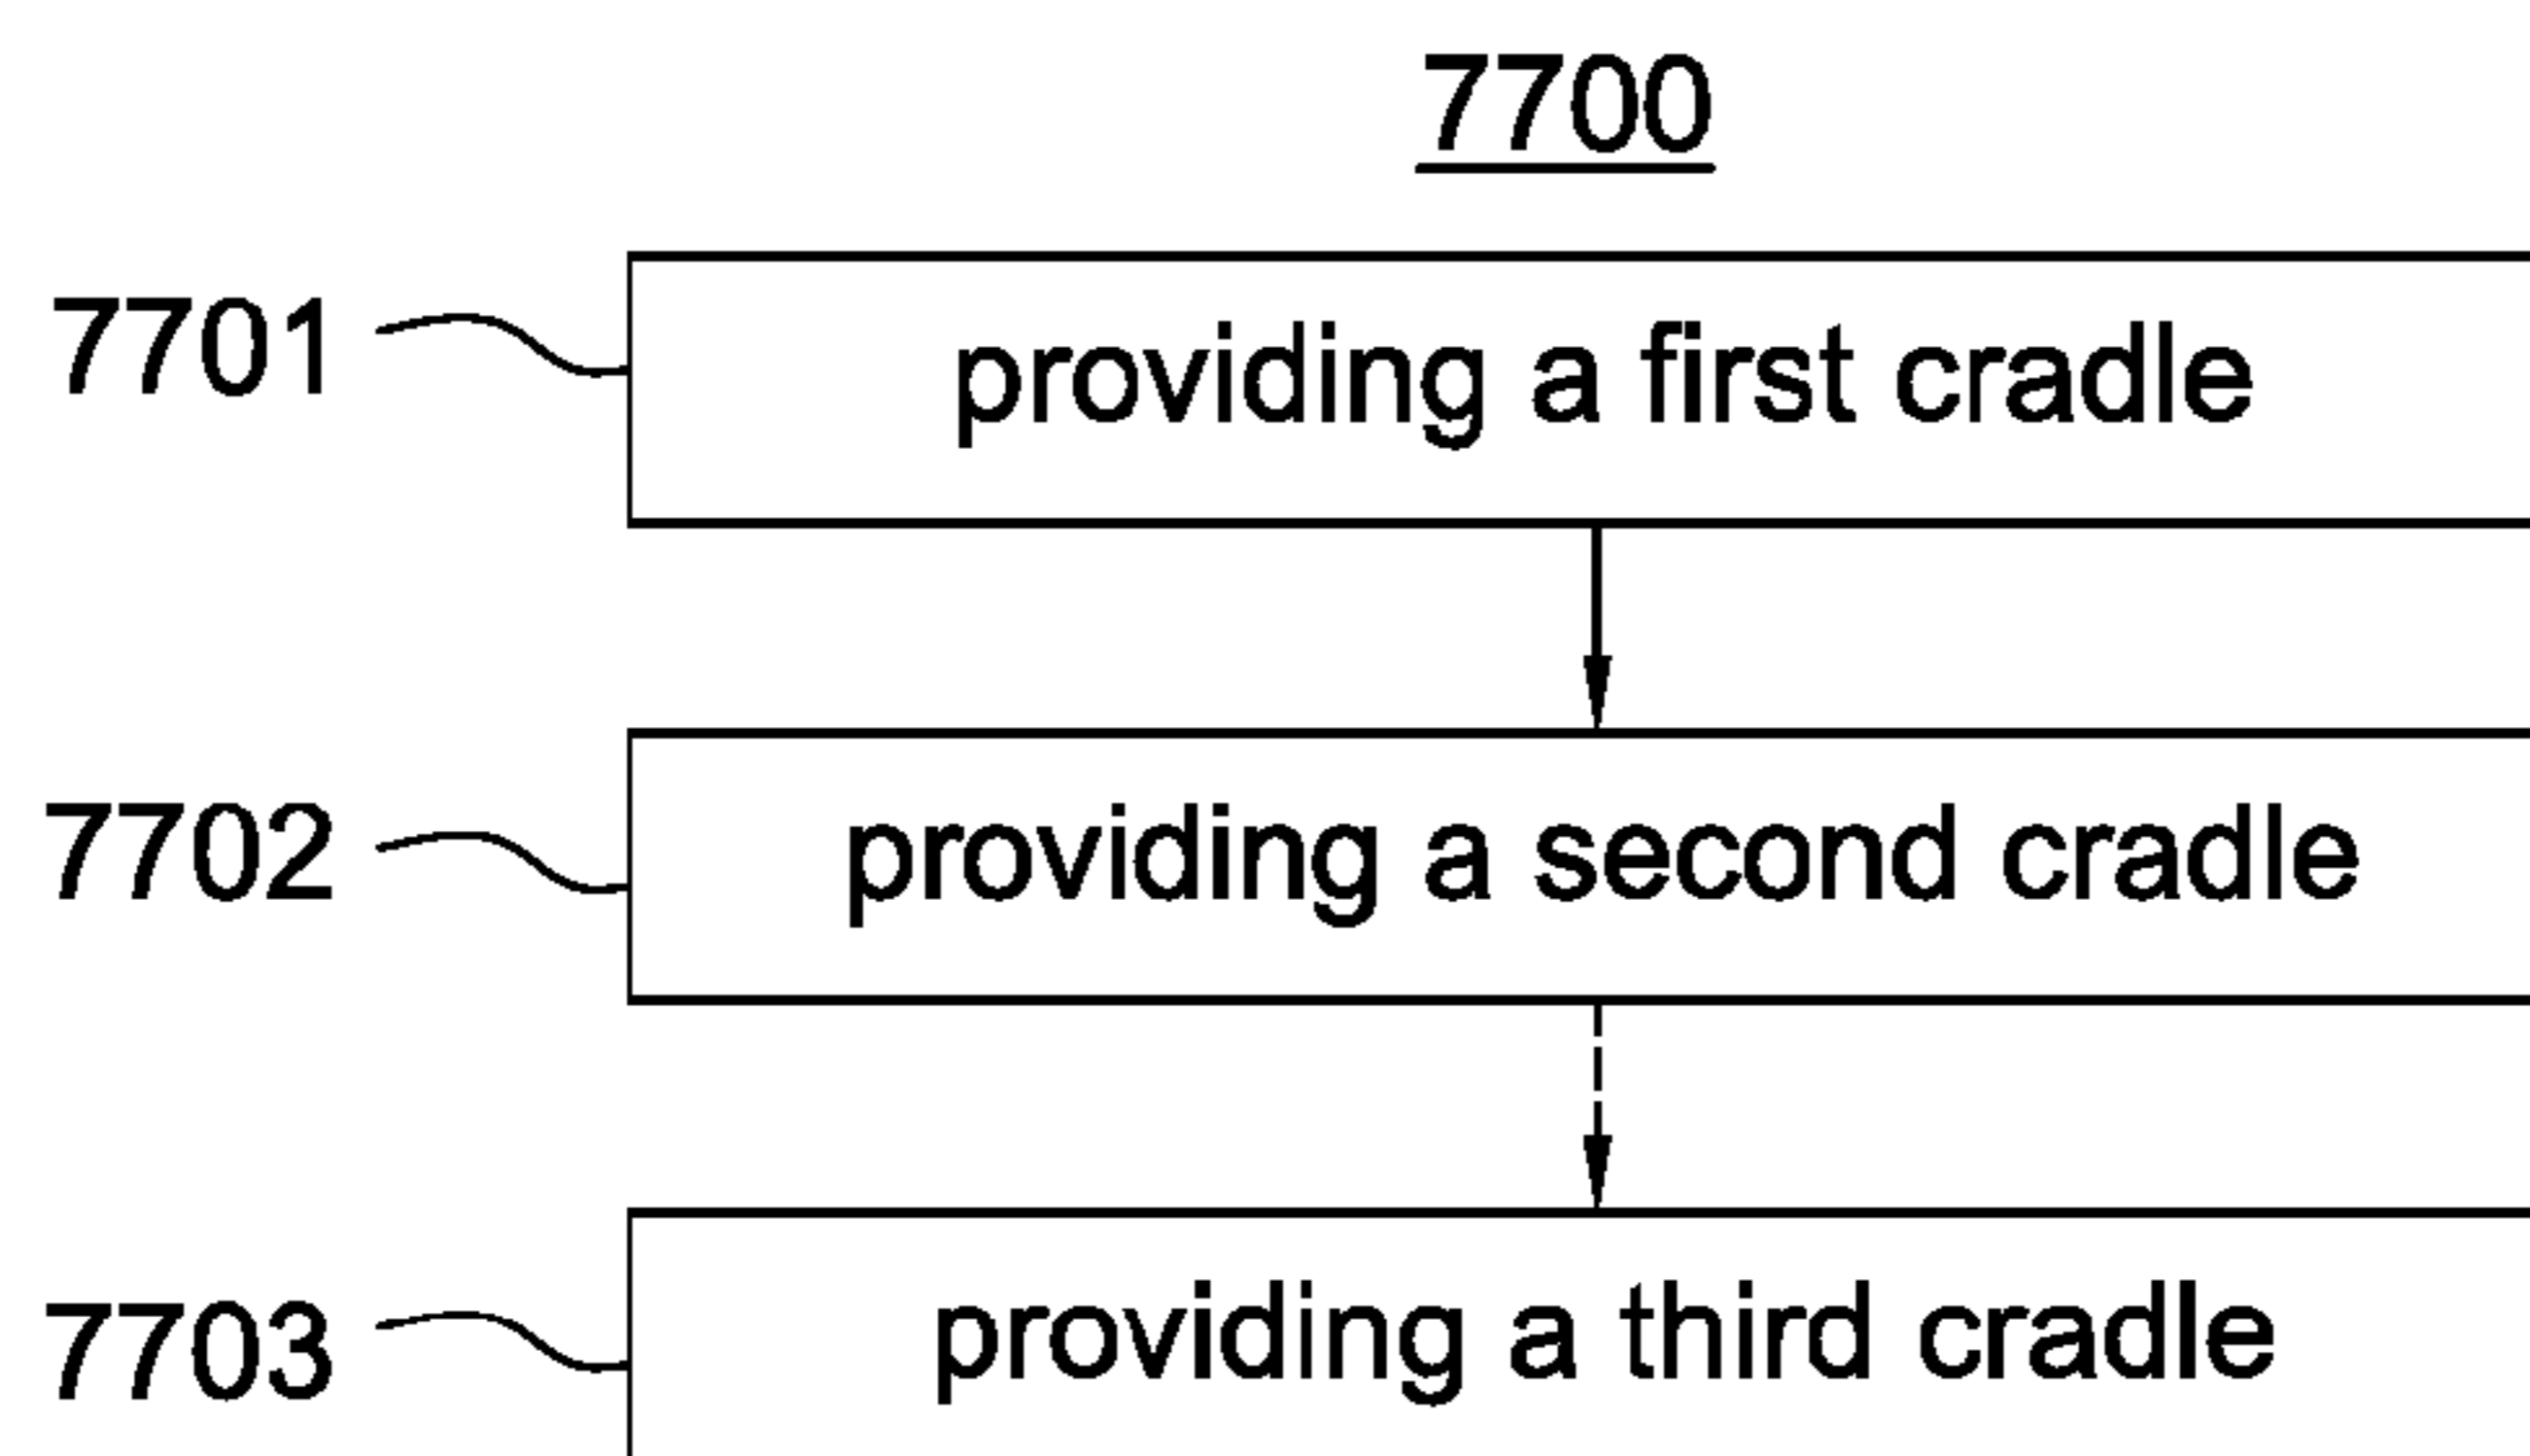 7700
7701
providing a first cradle
7702
providing a second cradle
7703
providing a third cradle